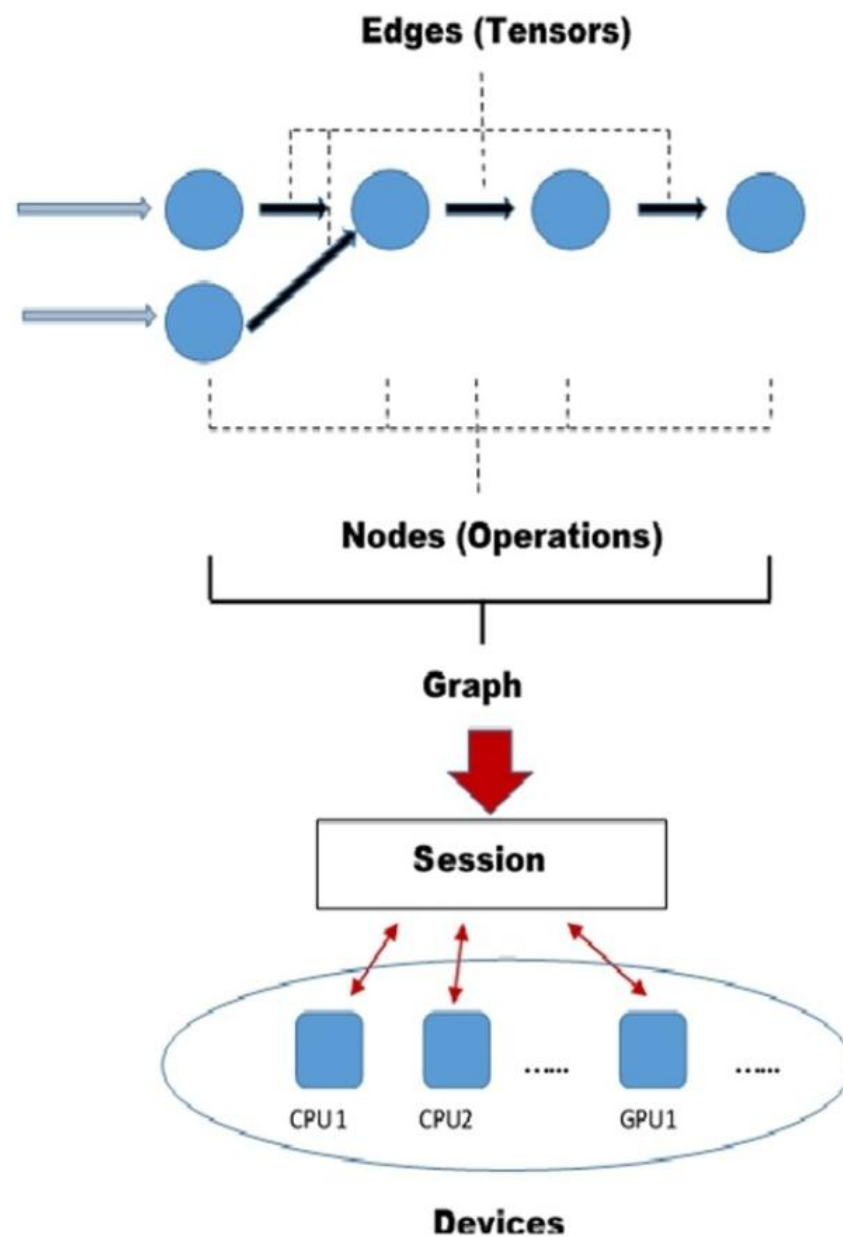 Edges (Tensors)
Nodes (Operations)
Graph
Session
......
......
CPU1
CPU2
GPU1
Devices